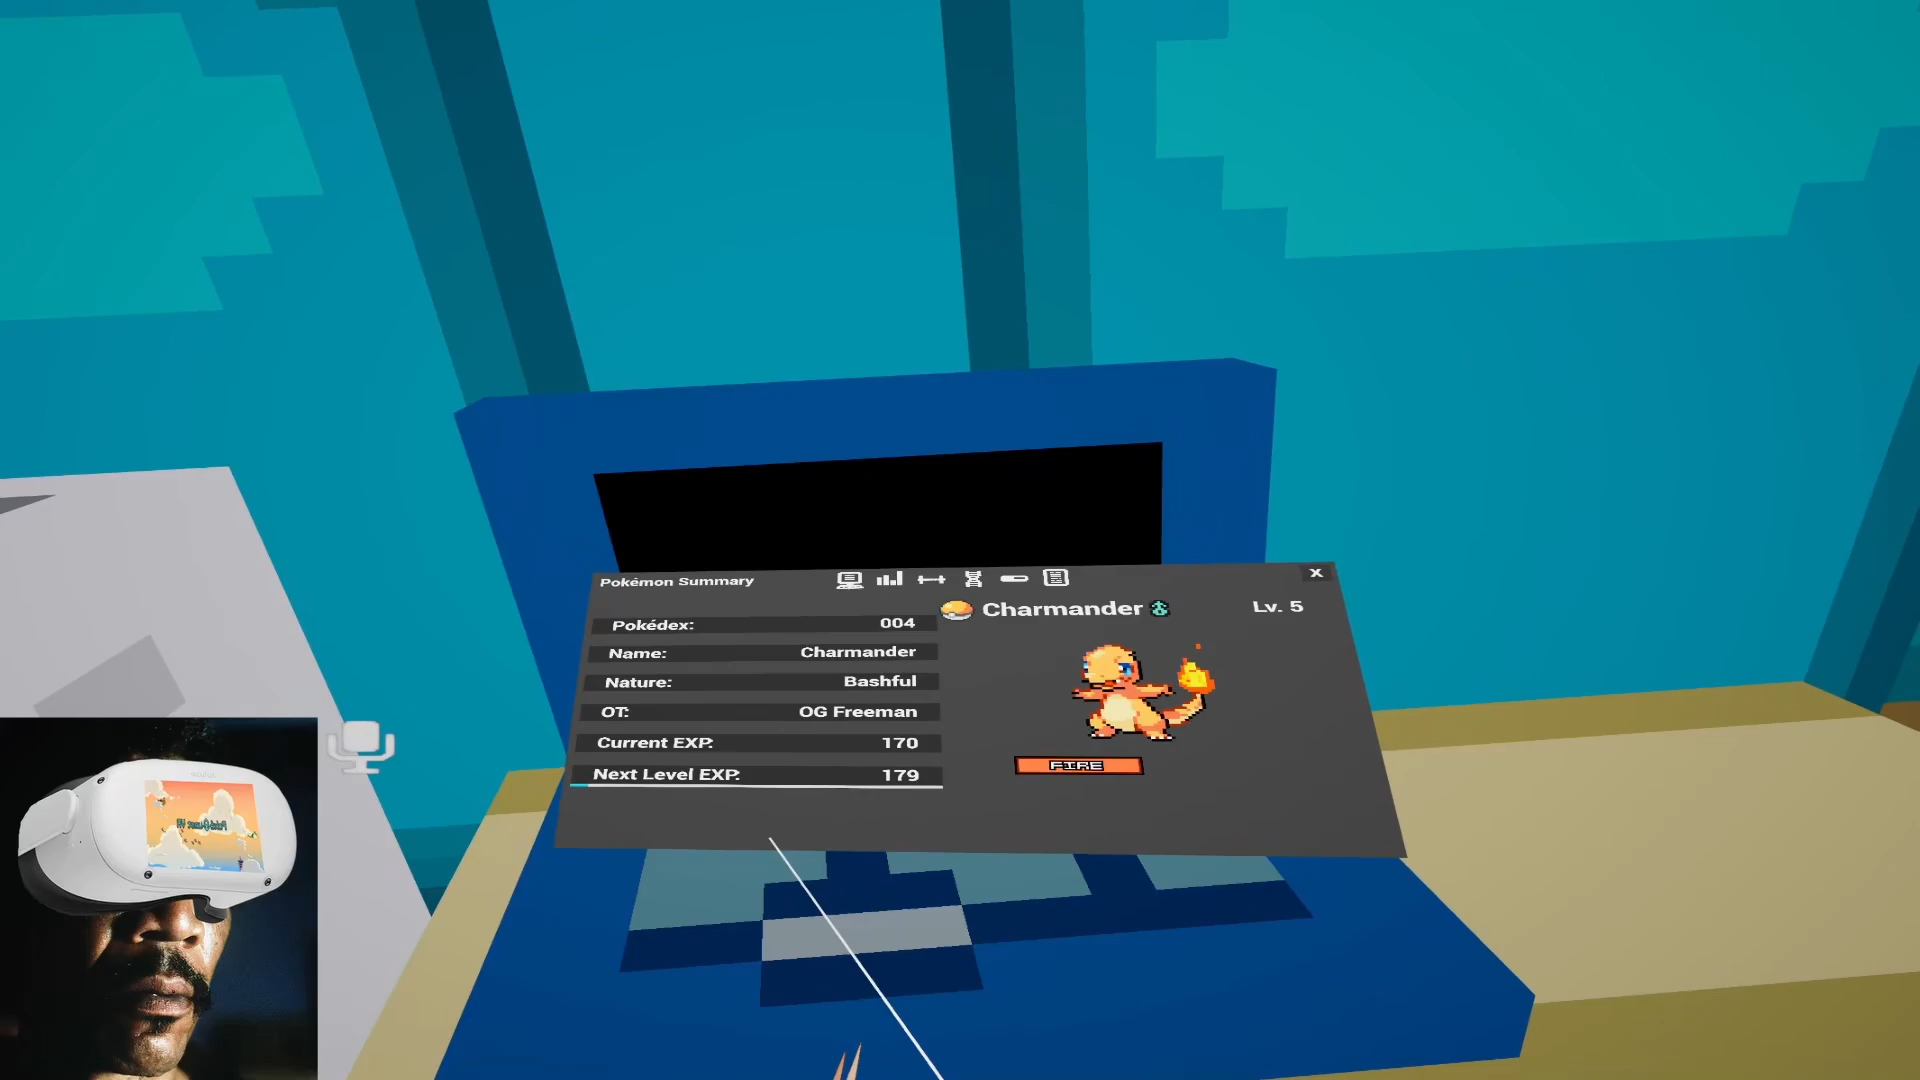 Pokémon Summary
X
Charmander
Lv. 5
Pokédex: 004
Name: Charmander
Nature: Bashful
OT: OG Freeman
Current EXP: 170
Next Level EXP: 179
FIRE